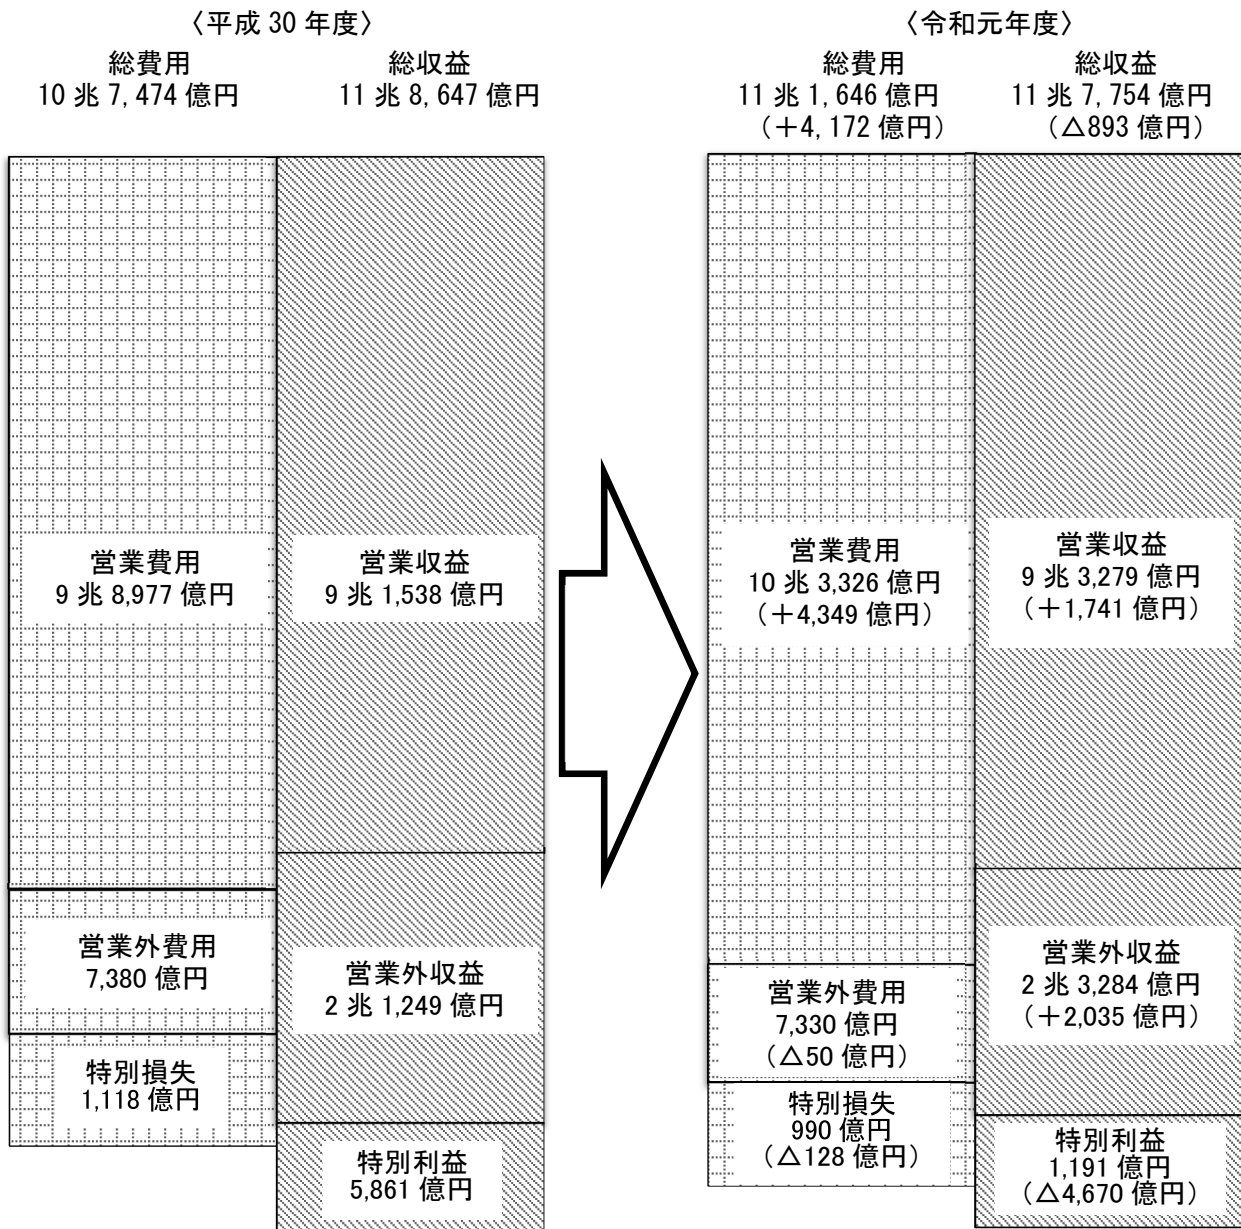 〈平成 30 年度〉
総費用
10 兆 7,474 億円
総収益
11 兆 8,647 億円
営業費用
9 兆 8,977 億円
営業収益
9 兆 1,538 億円
営業外費用
7,380 億円
営業外収益
2 兆 1,249 億円
特別損失
1,118 億円
特別利益
5,861 億円
〈令和元年度〉
総費用
11 兆 1,646 億円
（＋4,172 億円）
総収益
11 兆 7,754 億円
（△893 億円）
営業費用
10 兆 3,326 億円
（＋4,349 億円）
営業収益
9 兆 3,279 億円
（＋1,741 億円）
営業外費用
7,330 億円
（△50 億円）
営業外収益
2 兆 3,284 億円
（＋2,035 億円）
特別損失
990 億円
（△128 億円）
特別利益
1,191 億円
（△4,670 億円）